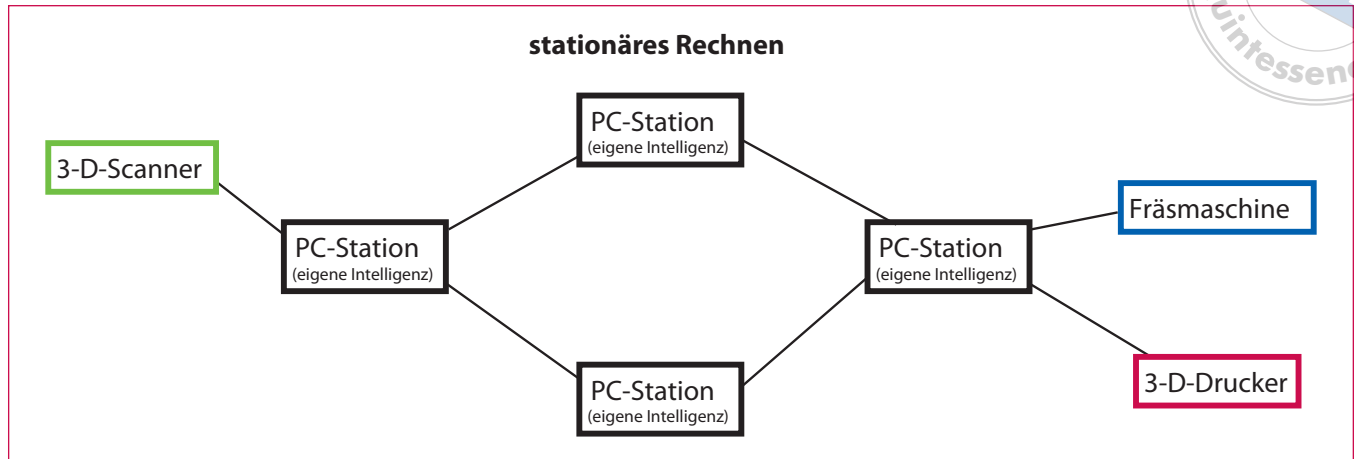 stationäres Rechnen
PC-Station
(eigene Intelligenz)
3-D-Scanner
PC-Station
(eigene Intelligenz)
PC-Station
(eigene Intelligenz)
Fräsmaschine
3-D-Drucker
PC-Station
(eigene Intelligenz)